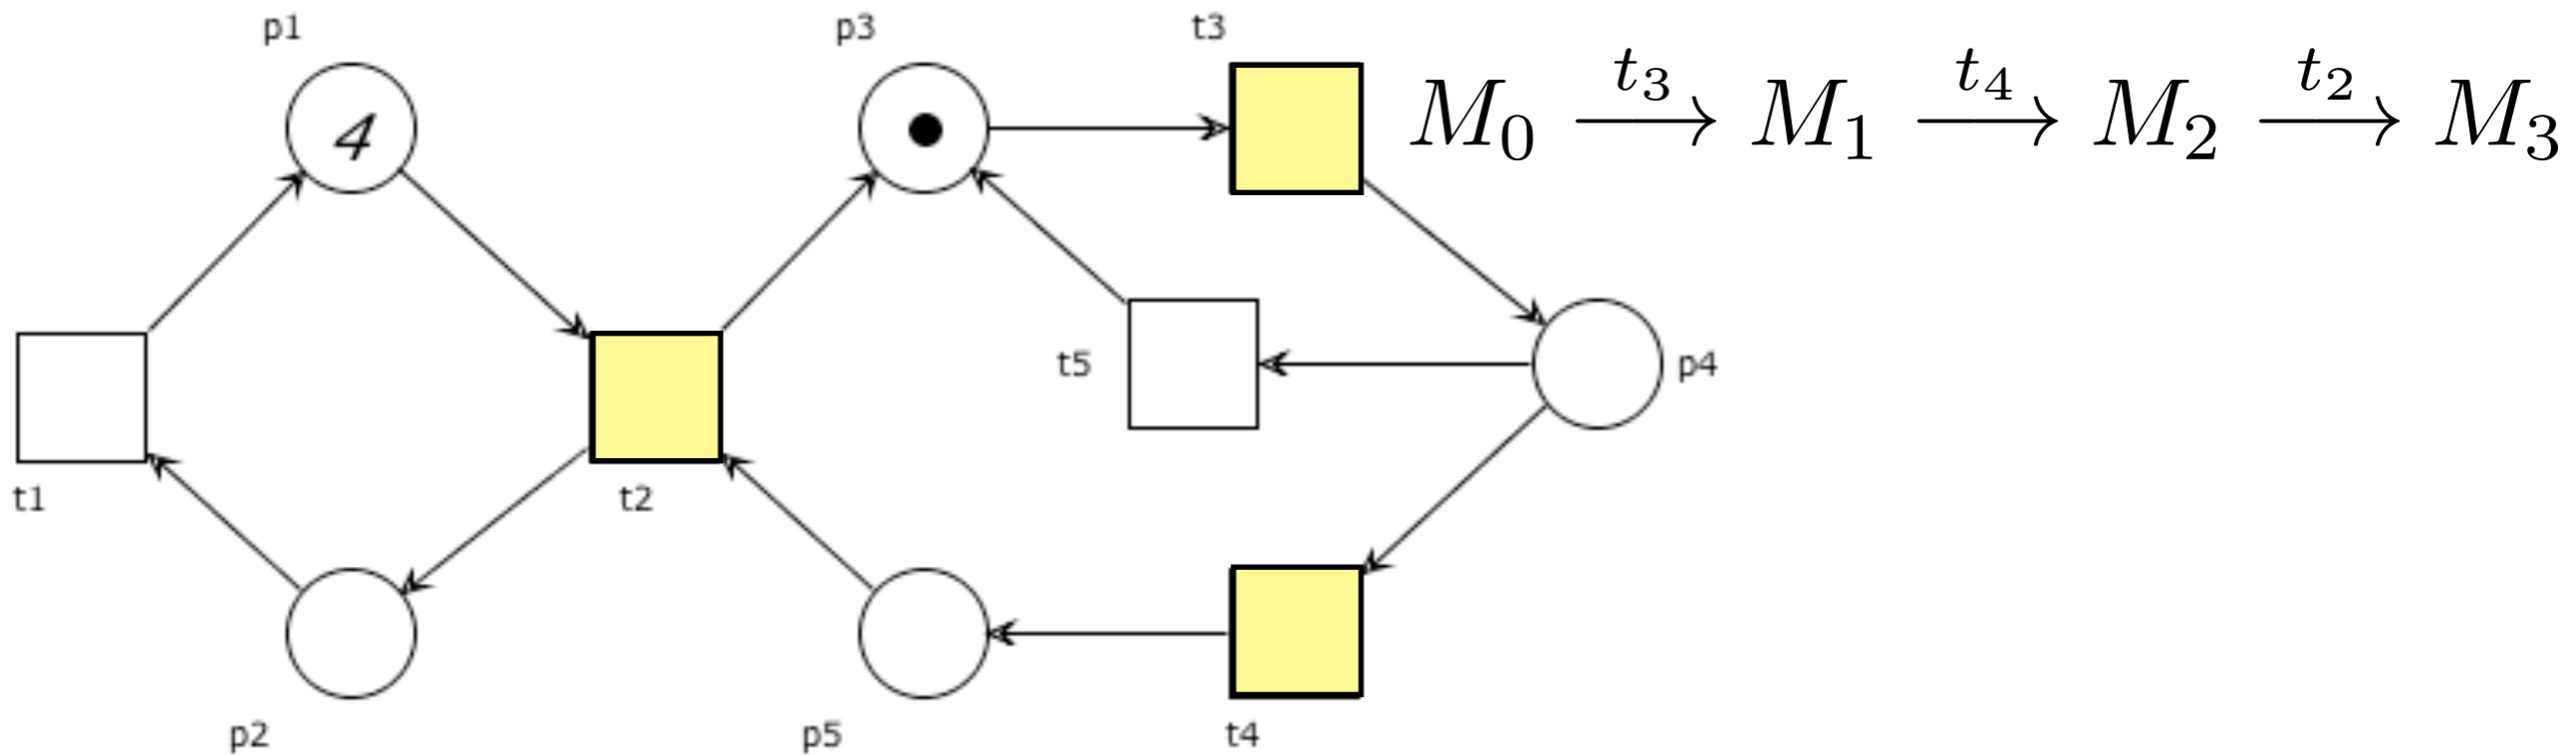 p1 p3 t3
4 M₀ —t₃→ M₁ —t₄→ M₂ —t₂→ M₃
t5 p4
t1 t2
p2 p5 t4